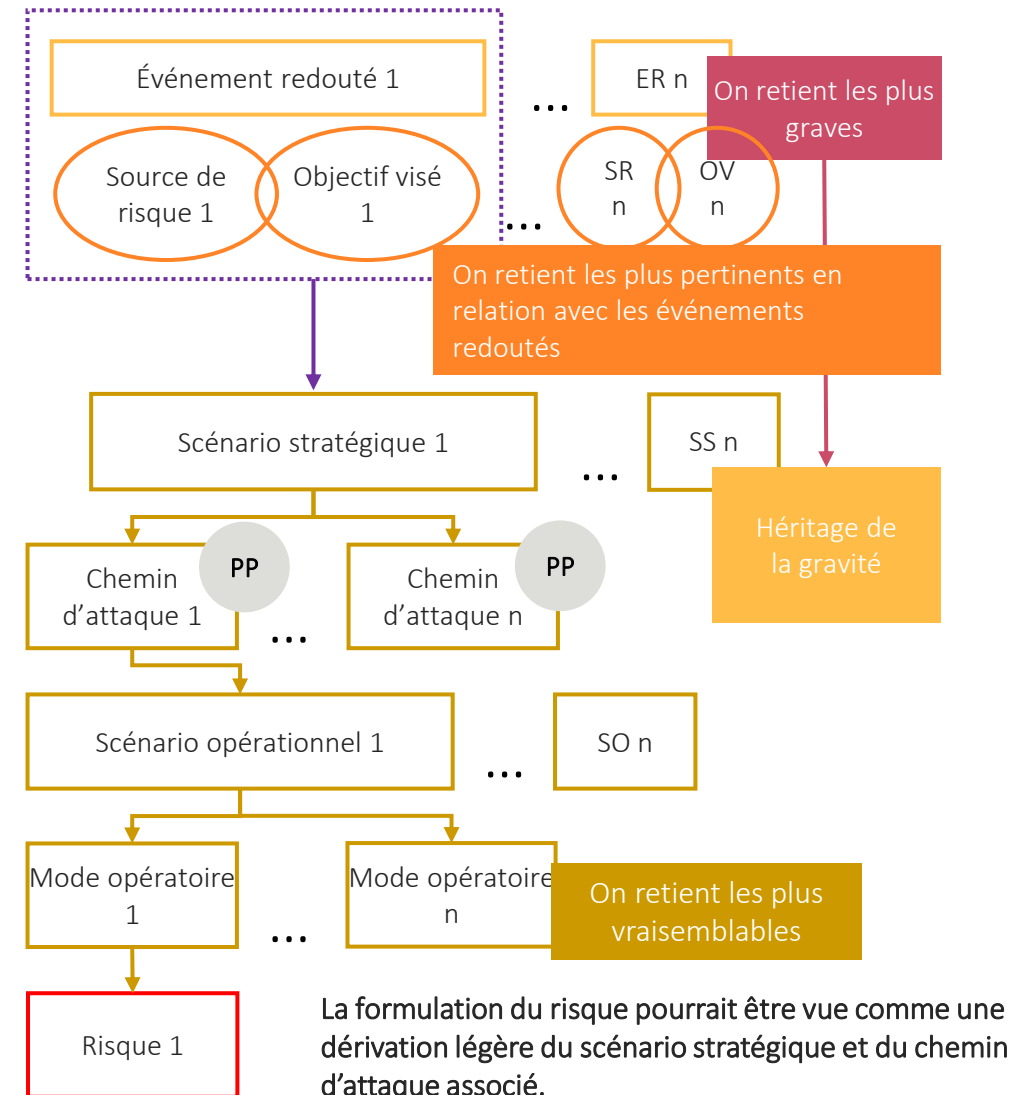 Événement redouté 1
...
ER n
On retient les plus
graves
Source de
risque 1
Objectif visé
1
...
SR
n
OV
n
On retient les plus pertinents en
relation avec les événements
redoutés
Scénario stratégique 1
...
SS n
Héritage de
la gravité
Chemin
d'attaque 1
PP
...
Chemin
d'attaque n
PP
Scénario opérationnel 1
...
SO n
Mode opératoire
1
...
Mode opératoire
n
On retient les plus
vraisemblables
Risque 1
La formulation du risque pourrait être vue comme une
dérivation légère du scénario stratégique et du chemin
d'attaque associé.